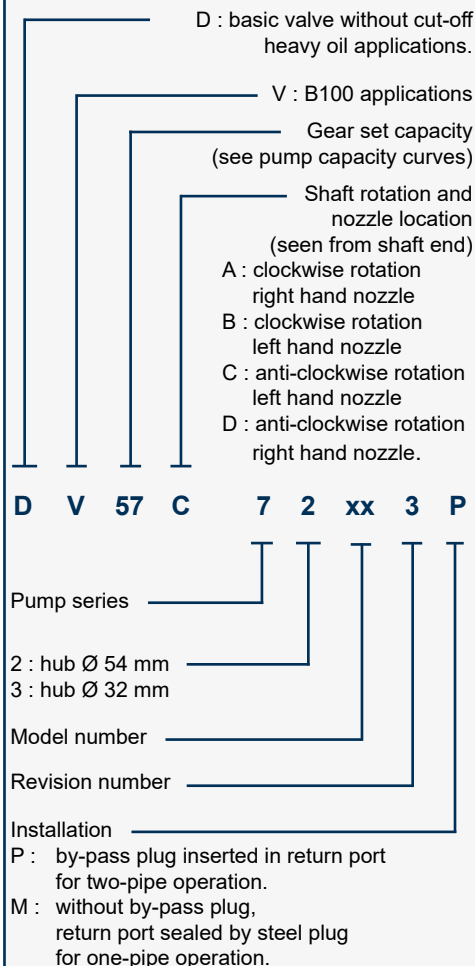 D : basic valve without cut-off
heavy oil applications.
V : B100 applications
Gear set capacity
(see pump capacity curves)
Shaft rotation and
nozzle location
(seen from shaft end)
A : clockwise rotation
right hand nozzle
B : clockwise rotation
left hand nozzle
C : anti-clockwise rotation
left hand nozzle
D : anti-clockwise rotation
right hand nozzle.
D V 57 C 7 2 xx 3 P
Pump series
2 : hub Ø 54 mm
3 : hub Ø 32 mm
Model number
Revision number
Installation
P : by-pass plug inserted in return port
for two-pipe operation.
M : without by-pass plug,
return port sealed by steel plug
for one-pipe operation.